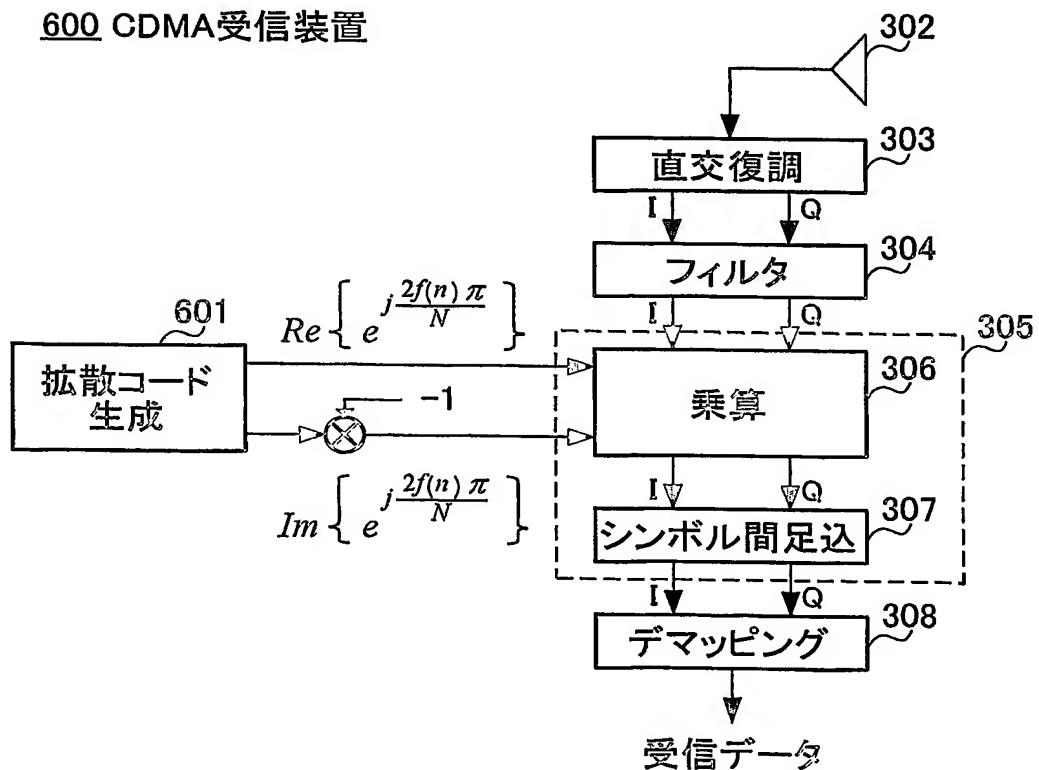 600 CDMA受信装置
302
直交復調
303
I Q
フィルタ
304
I Q
305
601
拡散コード
生成
Re { e^{j 2f(n)π/N} }
-1
Im { e^{j 2f(n)π/N} }
乗算
306
I Q
シンボル間足込
307
I Q
デマッピング
308
受信データ